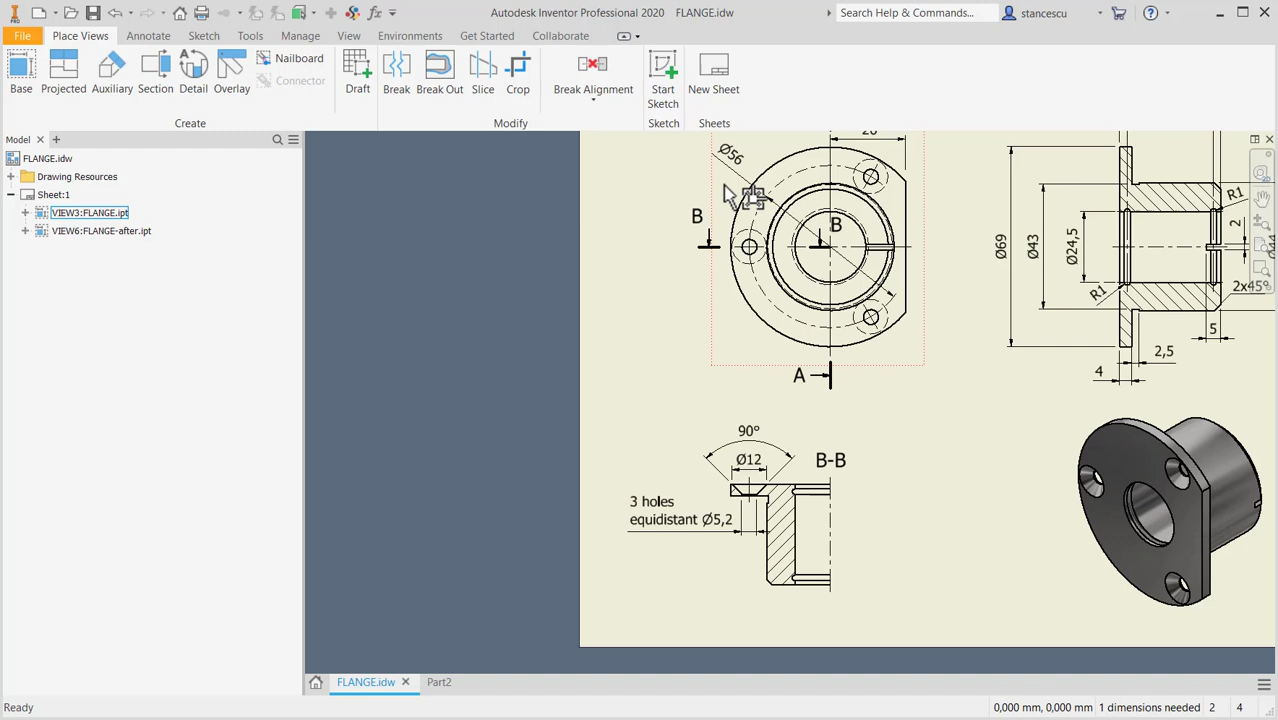 PRO
Autodesk Inventor Professional 2020 FLANGE.idw
Search Help & Commands...
stancescu
File Place Views Annotate Sketch Tools Manage View Environments Get Started Collaborate
Base
Projected
Auxiliary
Section
Detail
Overlay
Nailboard
Connector
Draft
Break
Break Out
Slice
Crop
Break Alignment
Start
Sketch
New Sheet
Create
Modify
Sketch
Sheets
Model
FLANGE.idw
Drawing Resources
Sheet:1
VIEW3:FLANGE.ipt
VIEW6:FLANGE-after.ipt
Ø56
B
B
A
Ø69
Ø43
Ø24,5
R1
2
R1
2x45°
5
2,5
4
90°
Ø12
B-B
3 holes
equidistant Ø5,2
FLANGE.idw
Part2
Ready
0,000 mm, 0,000 mm
1 dimensions needed
2
4